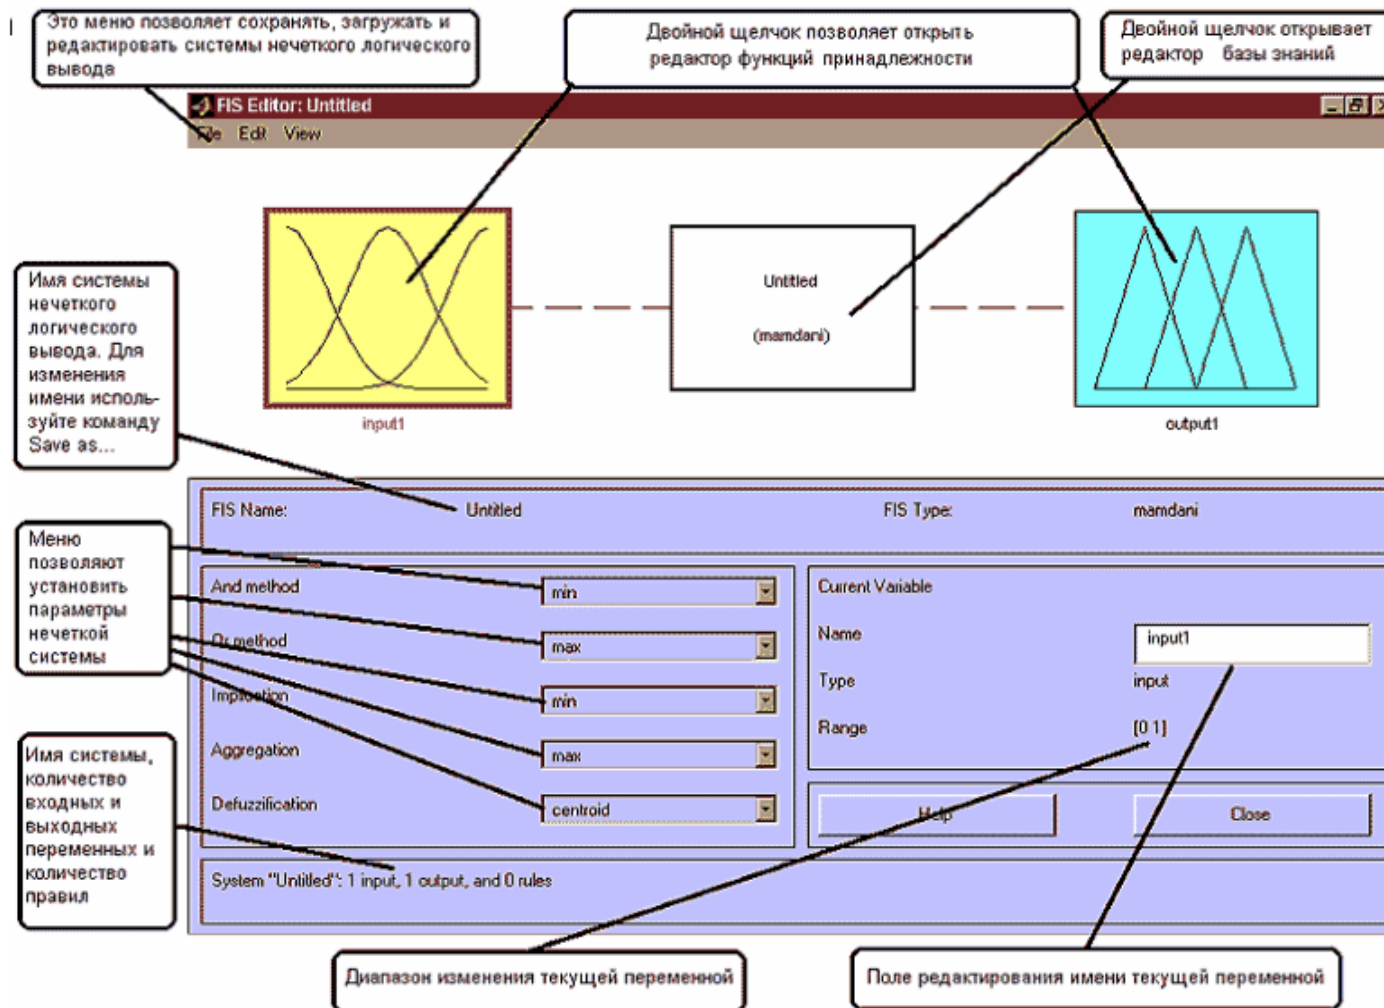 Это меню позволяет сохранять, загружать и
редактировать системы нечеткого логического
вывода
Двойной щелчок позволяет открыть
редактор функций принадлежности
Двойной щелчок открывает
редактор базы знаний
FIS Editor: Untitled
File Edit View
Имя системы
нечеткого
логического
вывода. Для
изменения
имени исполь-
зуйте команду
Save as...
input1
Untitled
(mamdani)
output1
FIS Name: Untitled FIS Type: mamdani
Меню
позволяют
установить
параметры
нечеткой
системы
And method min
Or method max
Implication min
Aggregation max
Defuzzification centroid
Current Variable
Name input1
Type input
Range [0 1]
Help Close
Имя системы,
количество
входных и
выходных
переменных и
количество
правил
System "Untitled": 1 input, 1 output, and 0 rules
Диапазон изменения текущей переменной
Поле редактирования имени текущей переменной